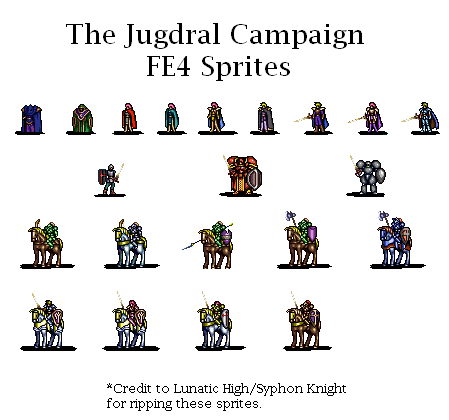 The Jugdral Campaign
FE4 Sprites
*Credit to Lunatic High/Syphon Knight
for ripping these sprites.